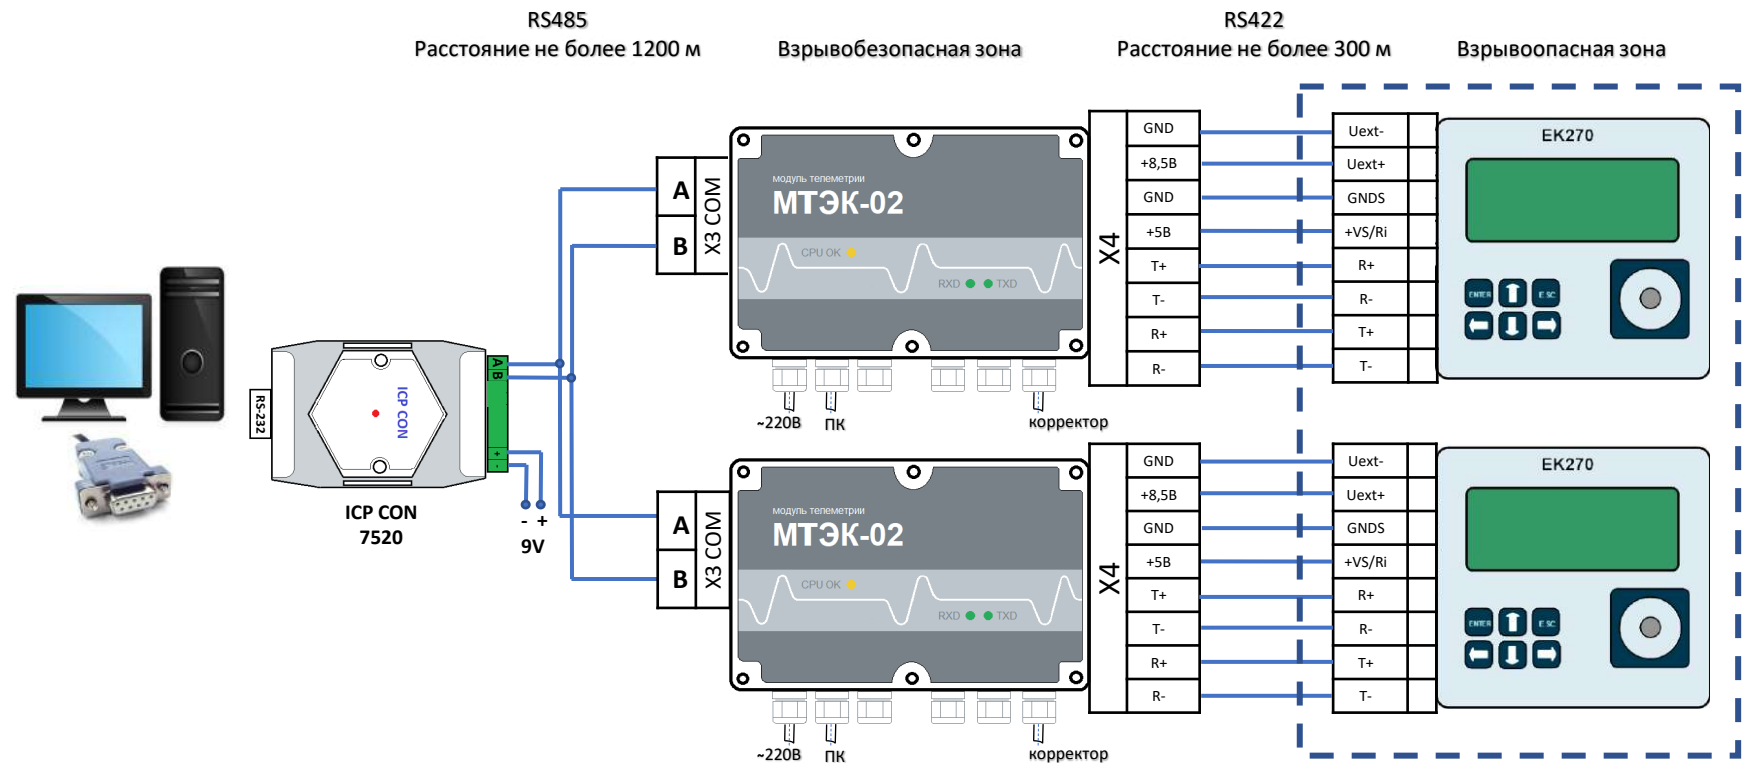 RS485
Расстояние не более 1200 м
Взрывобезопасная зона
RS422
Расстояние не более 300 м
Взрывоопасная зона
RS-232
ICP CON
A
B
+
-
ICP CON
7520
- +
9V
A
B
X3 COM
модуль телеметрии
МТЭК-02
CPU OK
RXD TXD
~220В
ПК
корректор
X4
GND
+8,5В
GND
+5В
T+
T-
R+
R-
Uext-
Uext+
GNDS
+VS/Ri
R+
R-
T+
T-
EK270
ENTER
ESC
A
B
X3 COM
модуль телеметрии
МТЭК-02
CPU OK
RXD TXD
~220В
ПК
корректор
X4
GND
+8,5В
GND
+5В
T+
T-
R+
R-
Uext-
Uext+
GNDS
+VS/Ri
R+
R-
T+
T-
EK270
ENTER
ESC